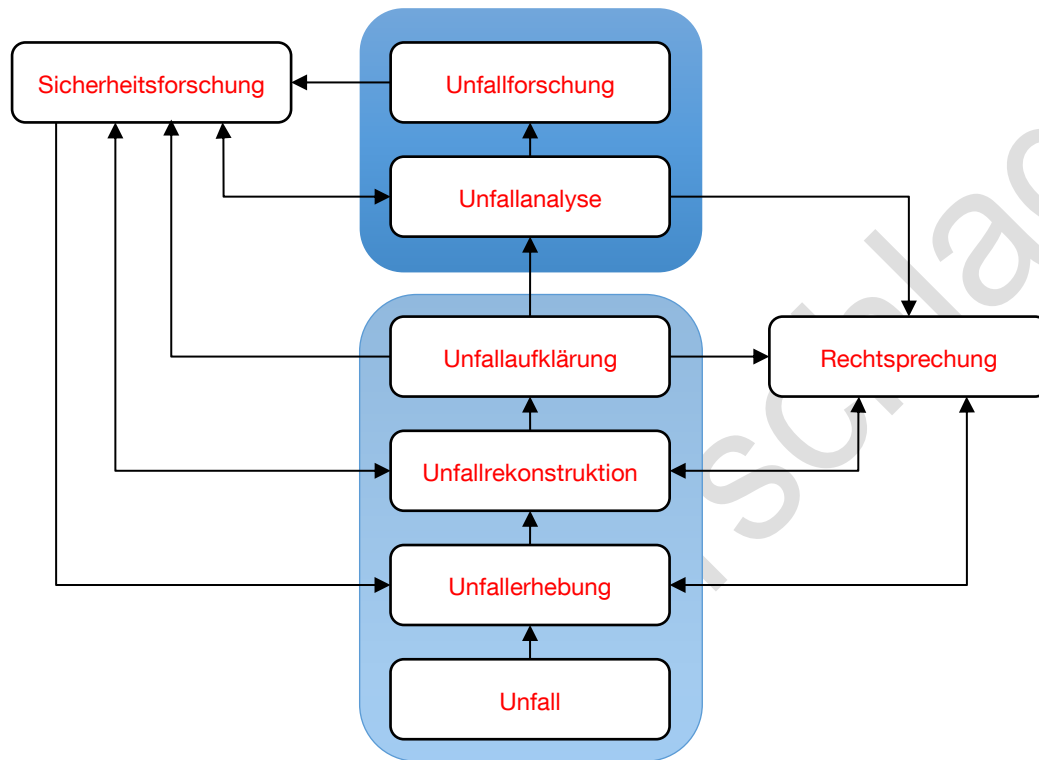 Sicherheitsforschung
Unfallforschung
Unfallanalyse
Unfallaufklärung
Rechtsprechung
Unfallrekonstruktion
Unfallerhebung
Unfall